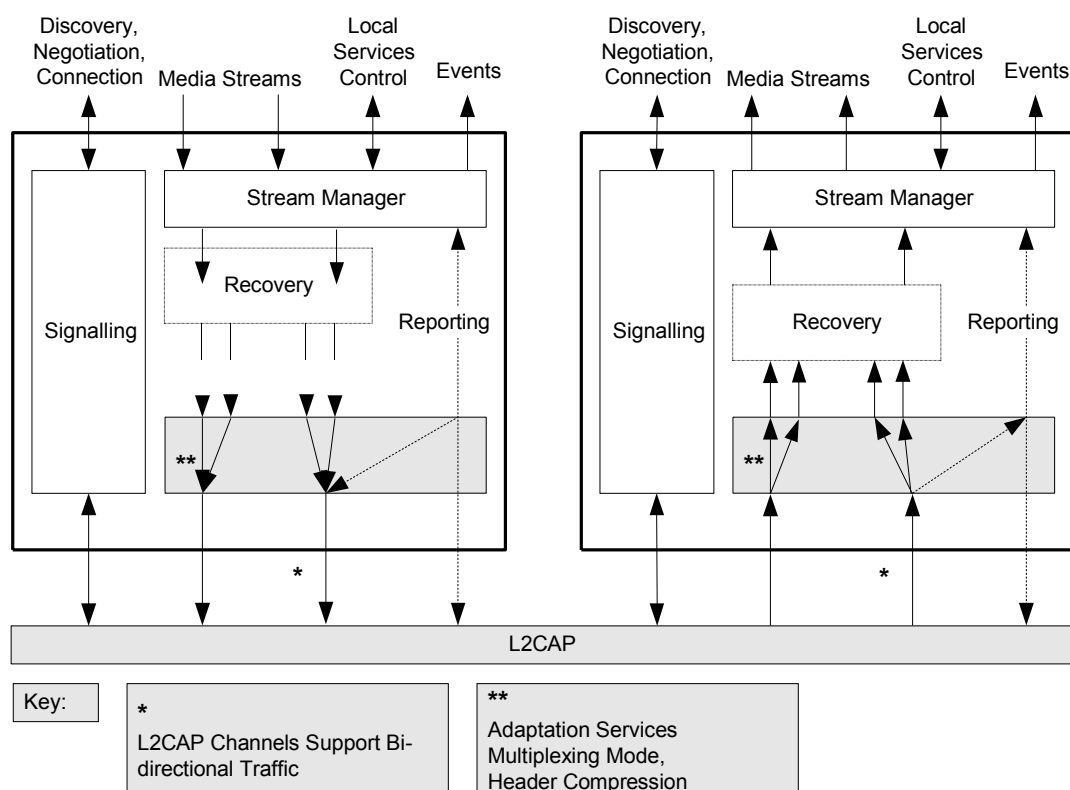 Discovery,
Negotiation,
Connection
Media Streams
Local
Services
Control
Events
Stream Manager
Recovery
Signalling
Reporting
**
*
Discovery,
Negotiation,
Connection
Media Streams
Local
Services
Control
Events
Stream Manager
Recovery
Signalling
Reporting
**
*
L2CAP
Key:
*
L2CAP Channels Support Bi-
directional Traffic
**
Adaptation Services
Multiplexing Mode,
Header Compression